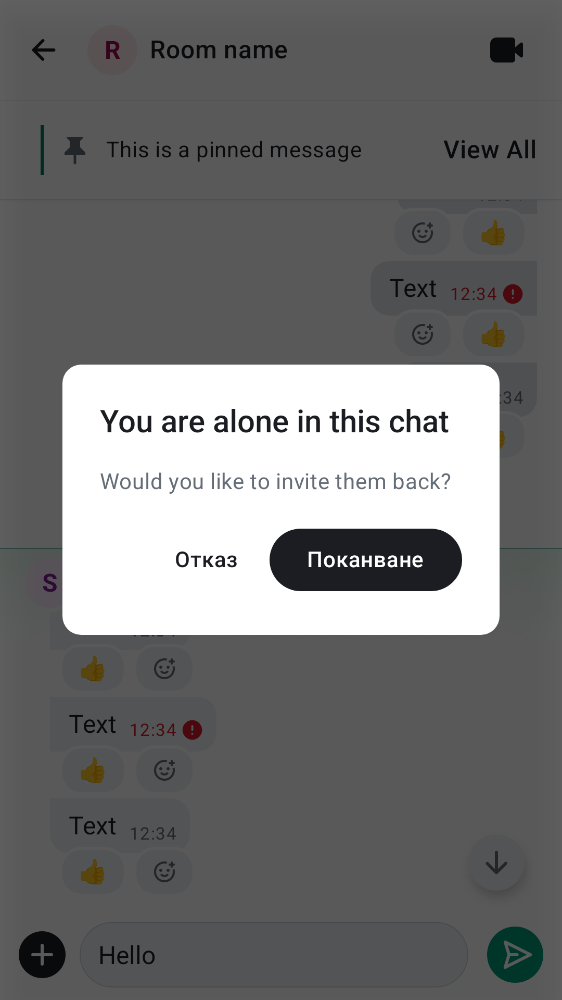 R Room name
This is a pinned message View All
Text 12:34
:34
You are alone in this chat
Would you like to invite them back?
Отказ Поканване
S
Text 12:34
Text 12:34
Hello